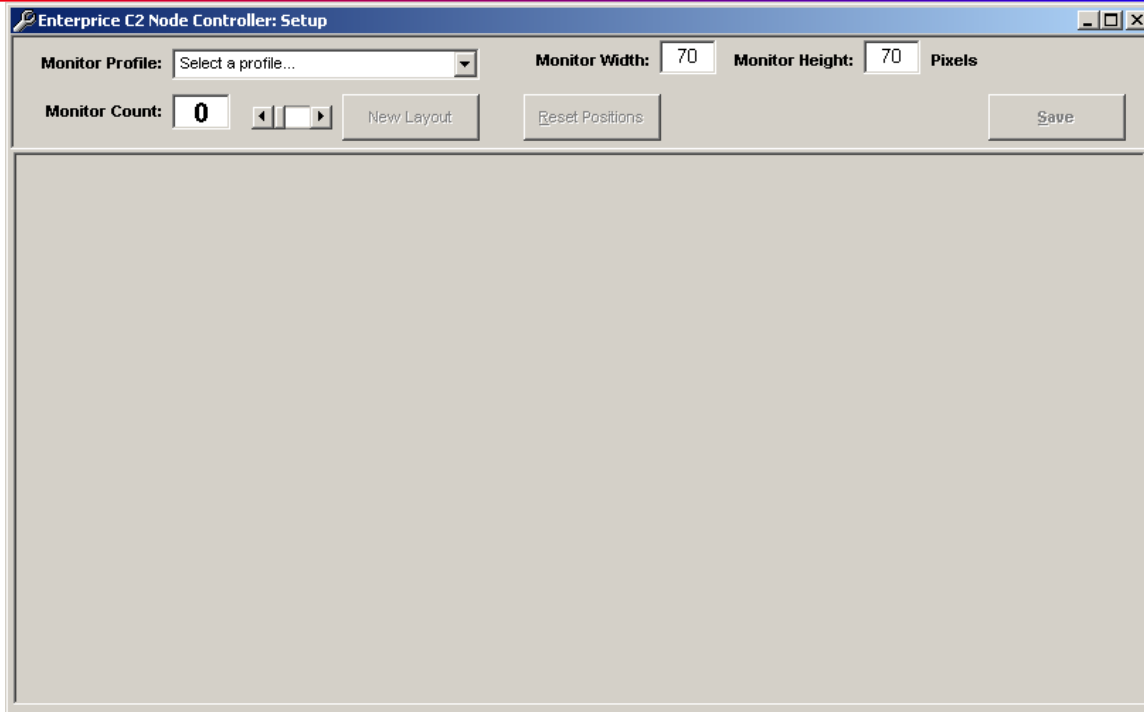 Enterprice C2 Node Controller: Setup
Monitor Profile: Select a profile... Monitor Width: 70 Monitor Height: 70 Pixels
Monitor Count: 0 New Layout Reset Positions Save